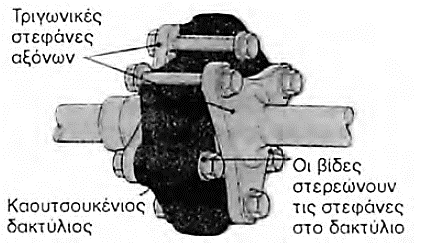 Τριγωνικές
στεφάνες
αξόνων
Καουτσουκένιος
δακτύλιος
Οι βίδες
στερεώνουν
τις στεφάνες
στο δακτύλιο